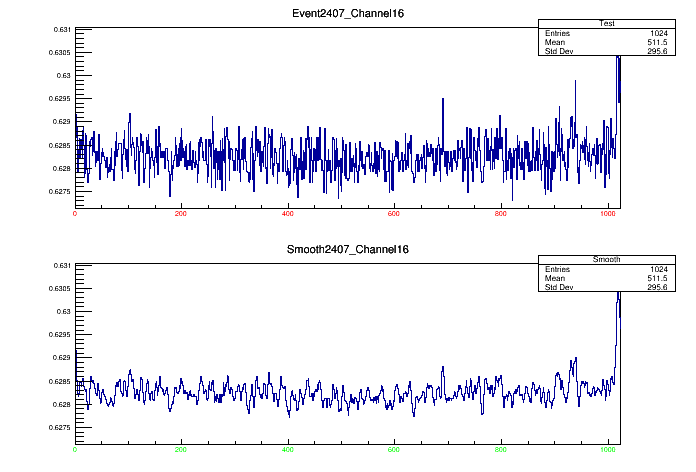 Event2407_Channel16
Test
Entries 1024
Mean 511.5
Std Dev 295.6
0.631
0.6305
0.63
0.6295
0.629
0.6285
0.628
0.6275
0 200 400 600 800 1000
Smooth2407_Channel16
Smooth
Entries 1024
Mean 511.5
Std Dev 295.6
0.631
0.6305
0.63
0.6295
0.629
0.6285
0.628
0.6275
0 200 400 600 800 1000